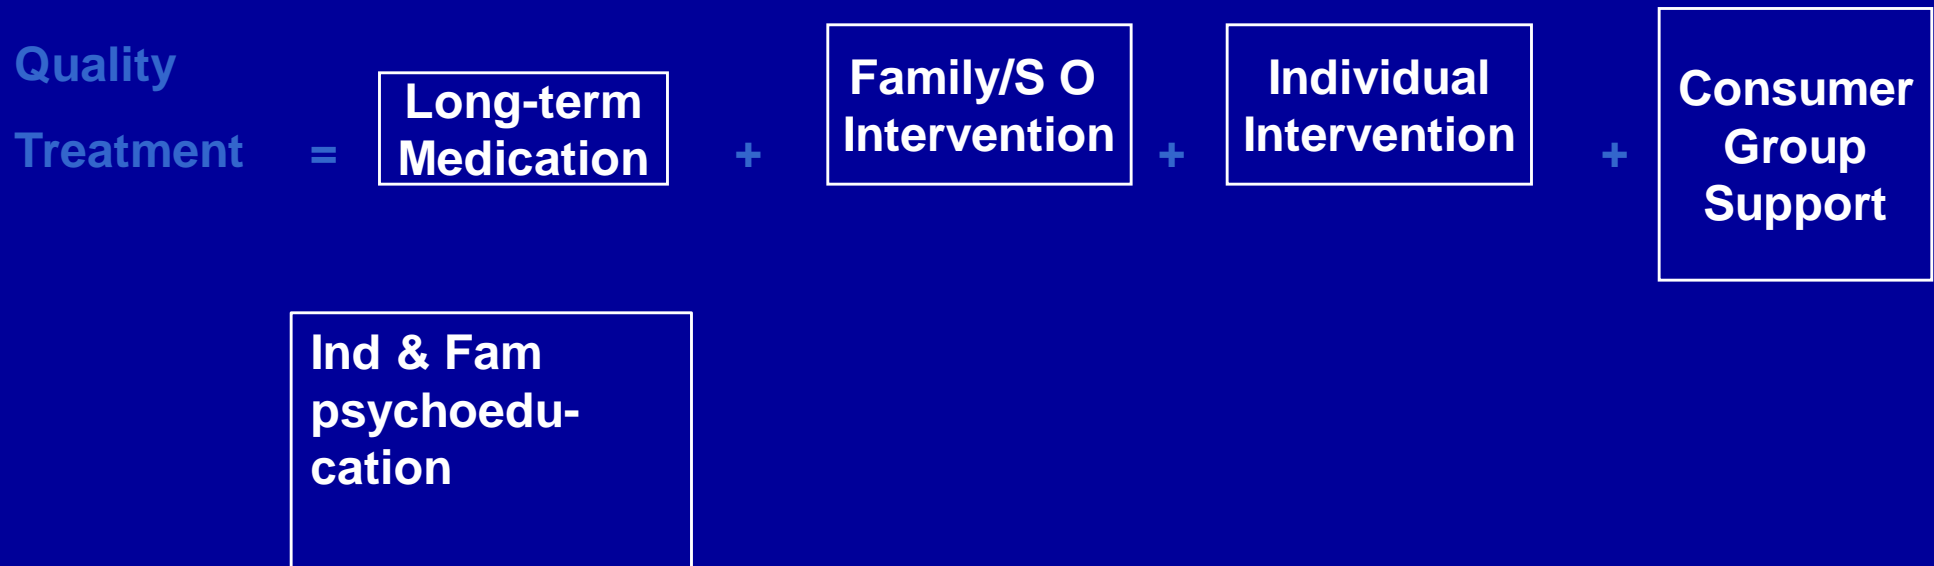 Quality
Treatment = Long-term Medication + Family/S O Intervention + Individual Intervention + Consumer Group Support
Ind & Fam
psychoedu-
cation